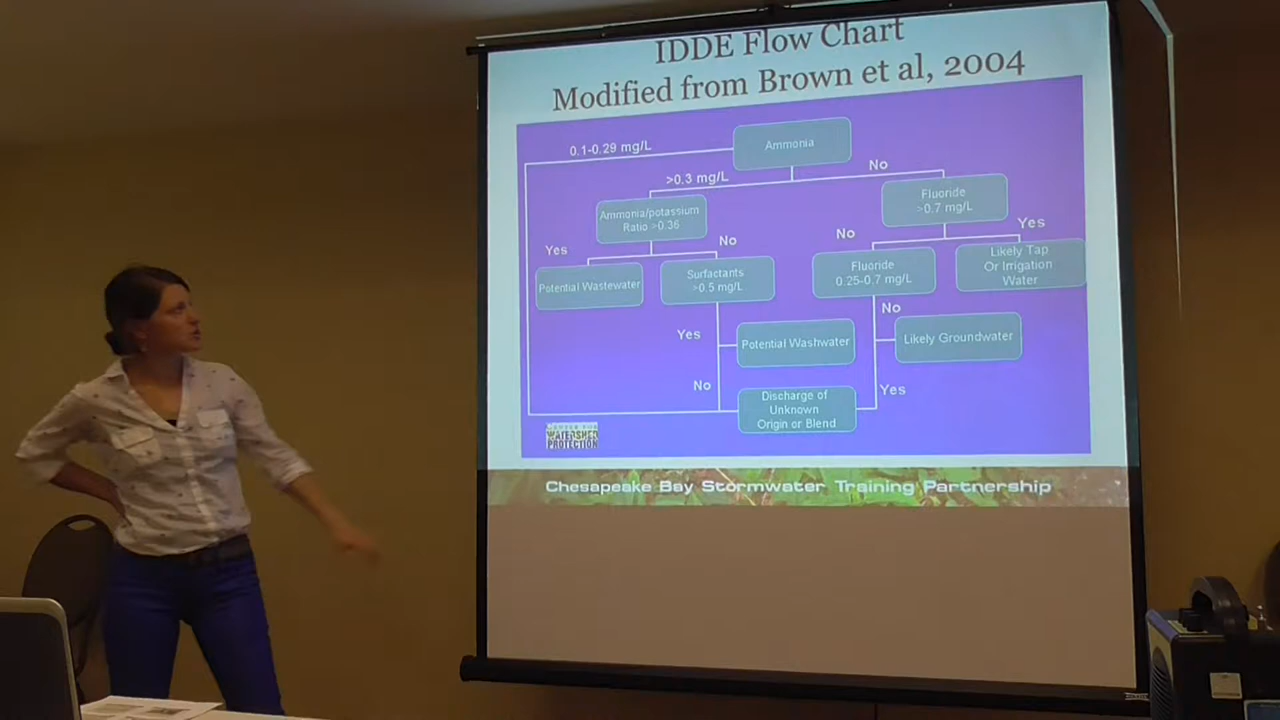 IDDE Flow Chart
Modified from Brown et al, 2004
Ammonia
0.1-0.29 mg/L
>0.3 mg/L
No
Ammonia/potassium
Ratio >0.36
Fluoride
>0.7 mg/L
Yes
No
No
Yes
Potential Wastewater
Surfactants
>0.5 mg/L
Fluoride
0.25-0.7 mg/L
Likely Tap
Or Irrigation
Water
Yes
Potential Washwater
No
Likely Groundwater
No
Discharge of
Unknown
Origin or Blend
Yes
CENTER FOR
WATERSHED
PROTECTION
Chesapeake Bay Stormwater Training Partnership